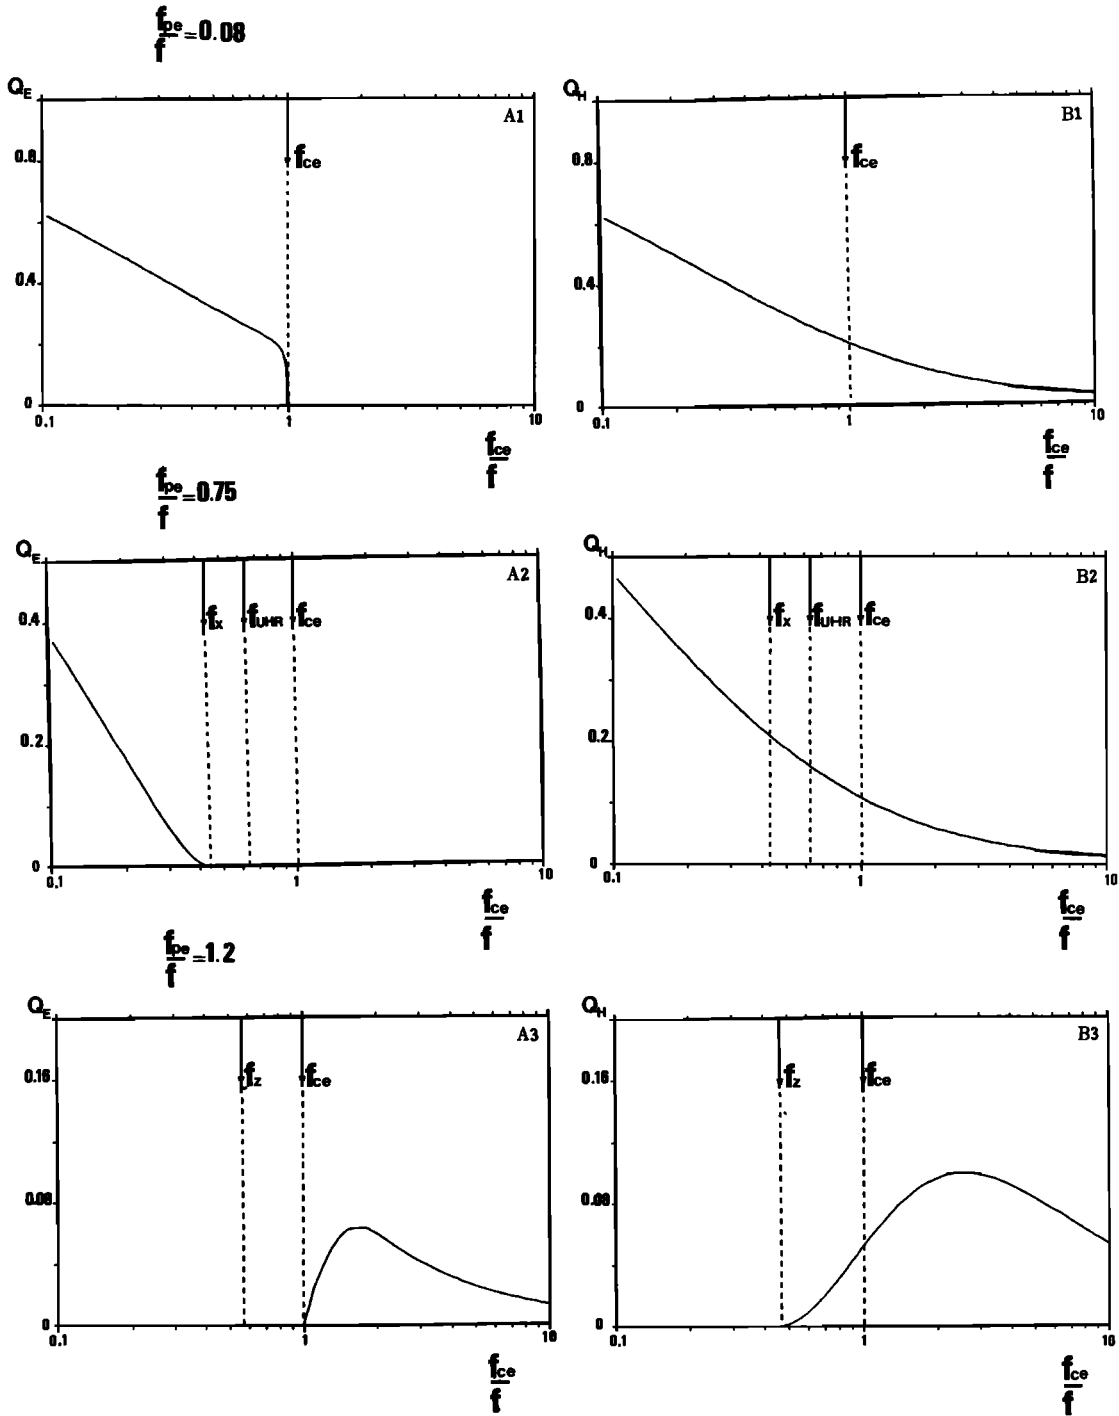 fpe/f =0.08
QE
A1
0.8
fce
0.4
0
0.1
1
10
fce/f
QH
B1
0.8
fce
0.4
0
0.1
1
10
fce/f
fpe/f =0.75
QE
A2
fx
fUHR
fce
0.4
0.2
0
0.1
1
10
fce/f
QH
B2
fx
fUHR
fce
0.4
0.2
0
0.1
1
10
fce/f
fpe/f =1.2
QE
A3
0.16
fz
fce
0.08
0
0.1
1
10
fce/f
QH
B3
0.16
fz
fce
0.08
0
0.1
1
10
fce/f